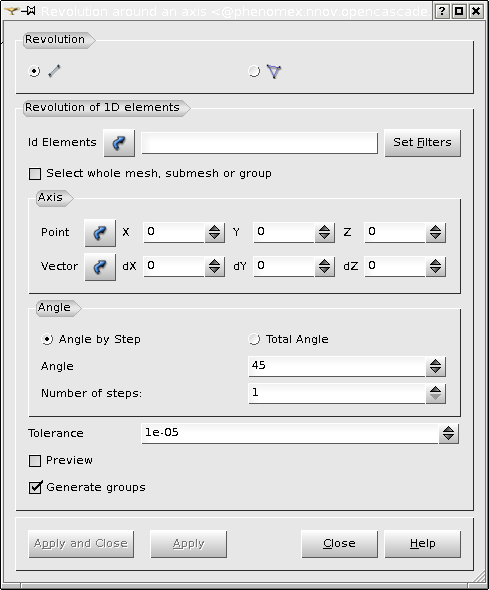 Revolution around an axis <@phenomex.nnov.opencascade
Revolution
Revolution of 1D elements
Id Elements Set Filters
Select whole mesh, submesh or group
Axis
Point X 0 Y 0 Z 0
Vector dX 0 dY 0 dZ 0
Angle
Angle by Step Total Angle
Angle 45
Number of steps: 1
Tolerance 1e-05
Preview
Generate groups
Apply and Close Apply Close Help